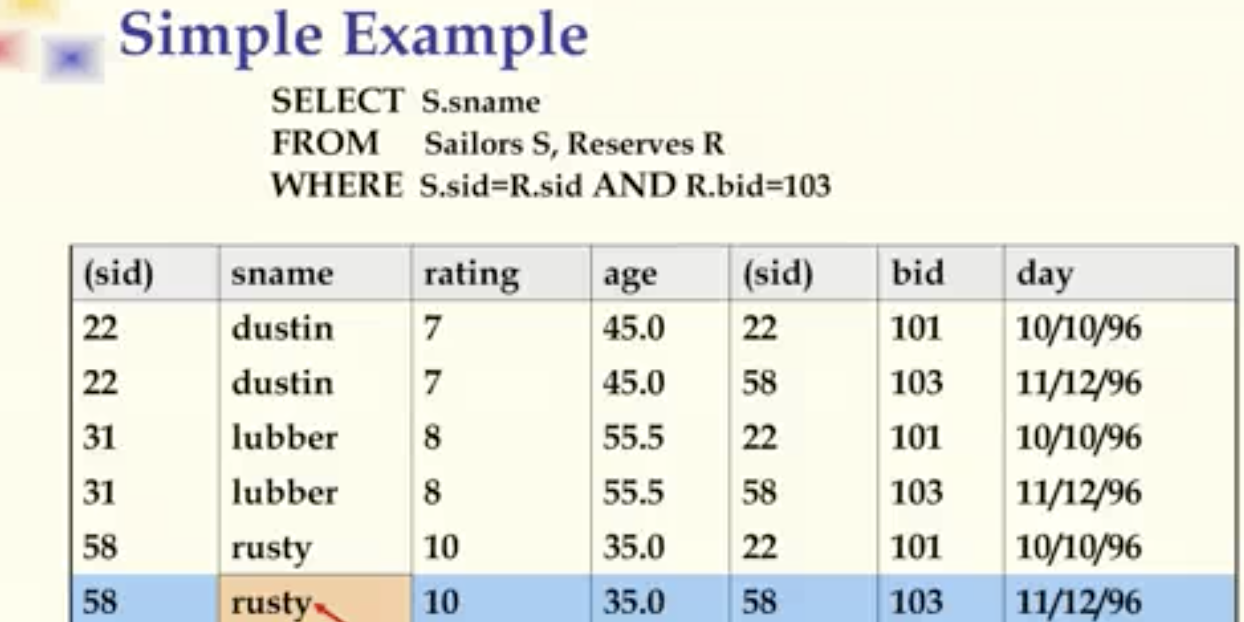 Simple Example
SELECT S.sname
FROM Sailors S, Reserves R
WHERE S.sid=R.sid AND R.bid=103
(sid) sname rating age (sid) bid day
22 dustin 7 45.0 22 101 10/10/96
22 dustin 7 45.0 58 103 11/12/96
31 lubber 8 55.5 22 101 10/10/96
31 lubber 8 55.5 58 103 11/12/96
58 rusty 10 35.0 22 101 10/10/96
58 rusty 10 35.0 58 103 11/12/96